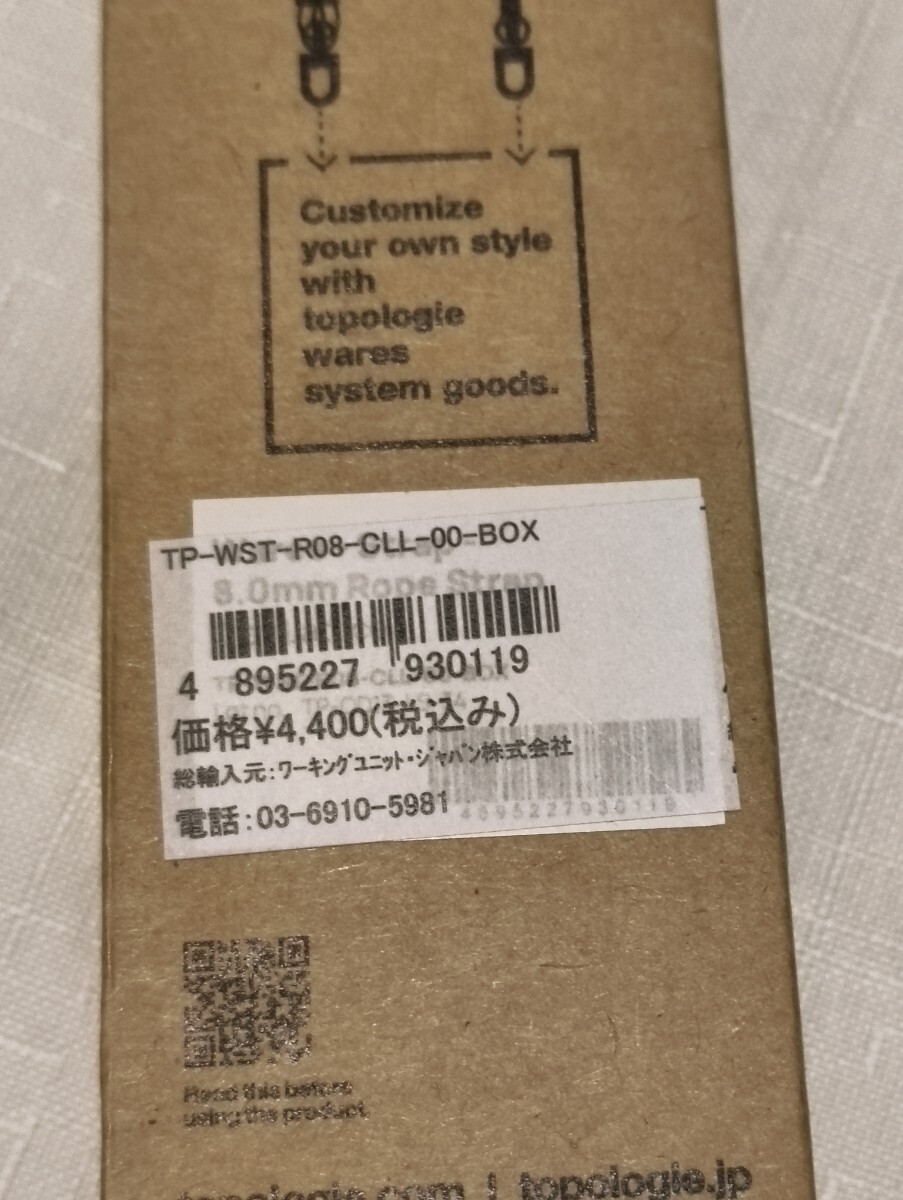 Customize
your own style
with
topologie
wares
system goods.
TP-WST-R08-CLL-00-BOX
8.0mm Rope Strap
4 895227 930119
価格¥4,400(税込み)
総輸入元:ワーキングユニット・ジャパン株式会社
電話:03-6910-5981
4895227930119
Read this before
using the product.
topologie.com | topologie.jp